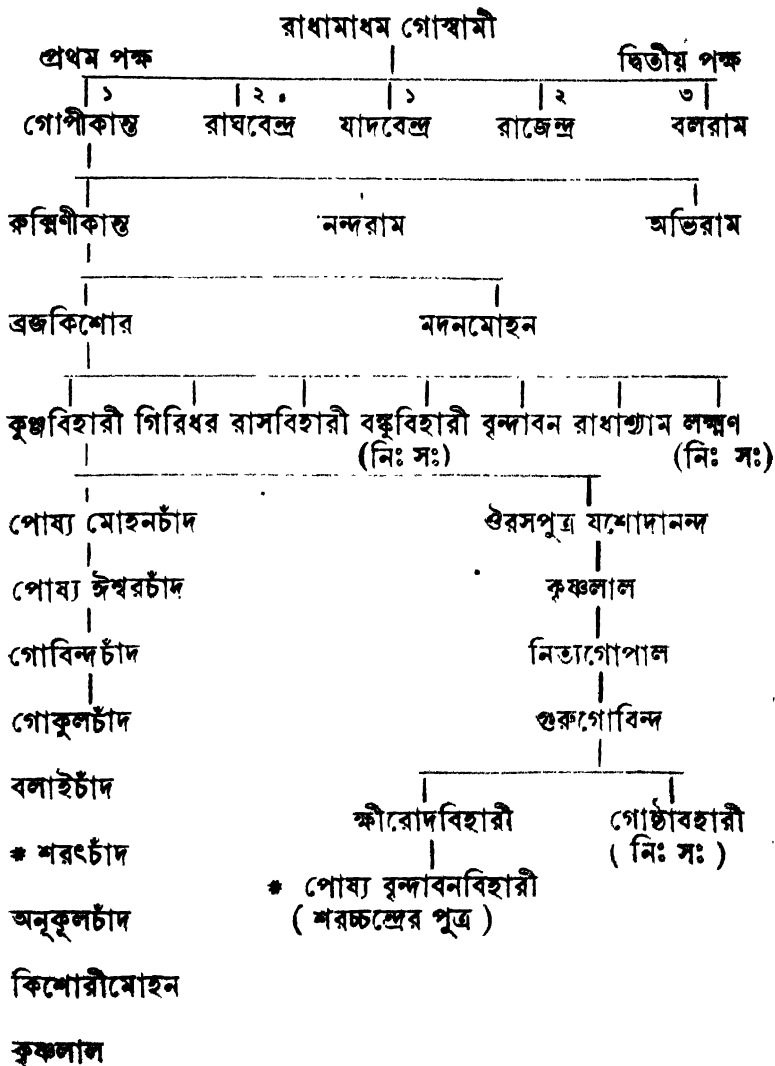 রাধামাধম গোস্বামী
প্রথম পক্ষ দ্বিতীয় পক্ষ
১ ২ ১ ২ ৩
গোপীকান্ত রাঘবেন্দ্র যাদবেন্দ্র রাজেন্দ্র বলরাম
রুক্মিণীকান্ত নন্দরাম অভিরাম
ব্রজকিশোর মদনমোহন
কুঞ্জবিহারী গিরিধর রাসবিহারী বঙ্কুবিহারী বৃন্দাবন রাধাশ্যাম লক্ষ্মণ
(নিঃ সঃ) (নিঃ সঃ)
পোষ্য মোহনচাঁদ ঔরসপুত্র যশোদানন্দ
পোষ্য ঈশ্বরচাঁদ কৃষ্ণলাল
গোবিন্দচাঁদ নিত্যগোপাল
গোকুলচাঁদ গুরুগোবিন্দ
বলাইচাঁদ
ক্ষীরোদবিহারী গোষ্ঠাবহারী
* শরৎচাঁদ ( নিঃ সঃ )
* পোষ্য বৃন্দাবনবিহারী
অনূকূলচাঁদ ( শরচ্চন্দ্রের পুত্র )
কিশোরীমোহন
কৃষ্ণলাল